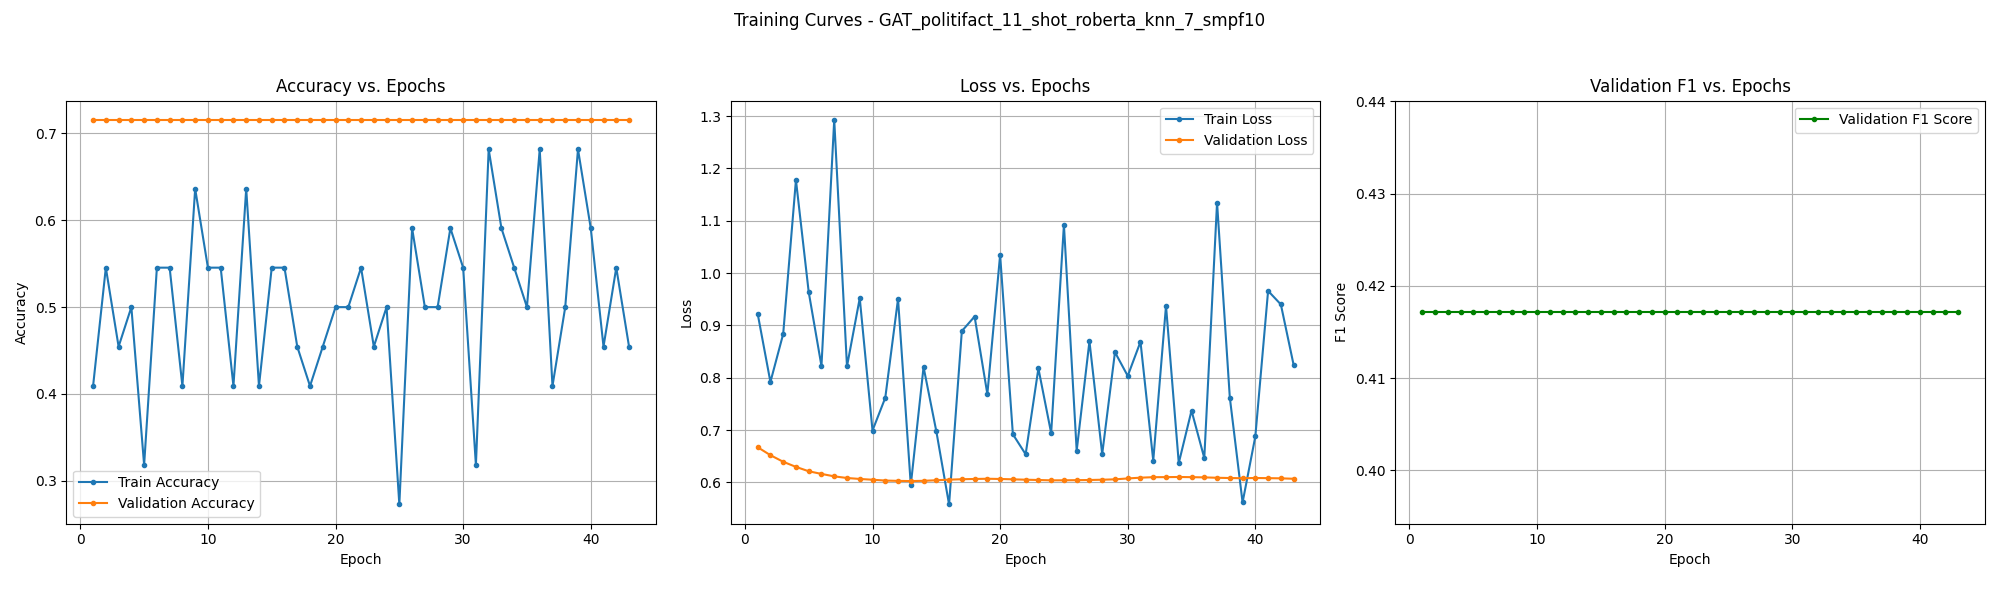 Training Curves - GAT_politifact_11_shot_roberta_knn_7_smpf10
Accuracy vs. Epochs
0.7
0.6
0.5
0.4
0.3
Accuracy
Train Accuracy
Validation Accuracy
0
10
20
30
40
Epoch
Loss vs. Epochs
Train Loss
Validation Loss
1.3
1.2
1.1
1.0
0.9
0.8
0.7
0.6
Loss
0
10
20
30
40
Epoch
Validation F1 vs. Epochs
Validation F1 Score
0.44
0.43
0.42
0.41
0.40
F1 Score
0
10
20
30
40
Epoch